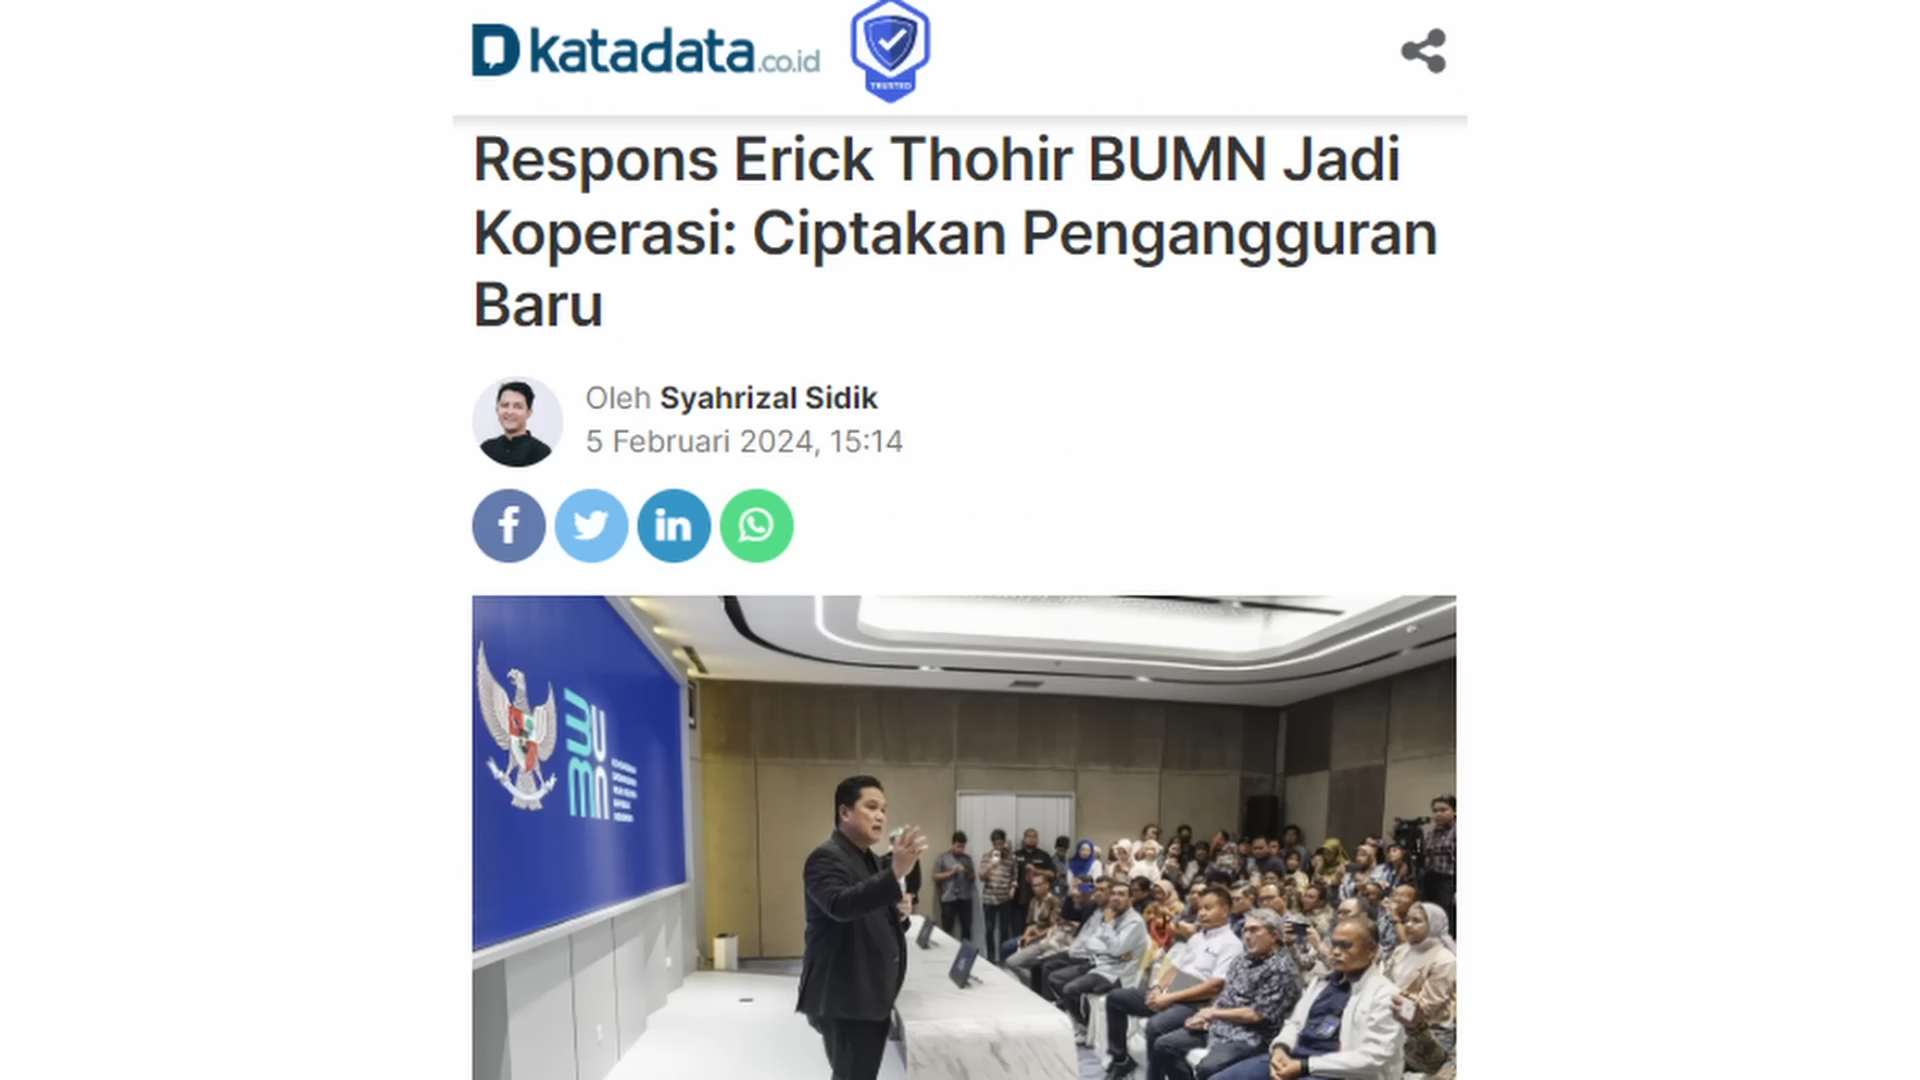 katadata.co.id
TRUSTED
Respons Erick Thohir BUMN Jadi
Koperasi: Ciptakan Pengangguran
Baru
Oleh Syahrizal Sidik
5 Februari 2024, 15:14